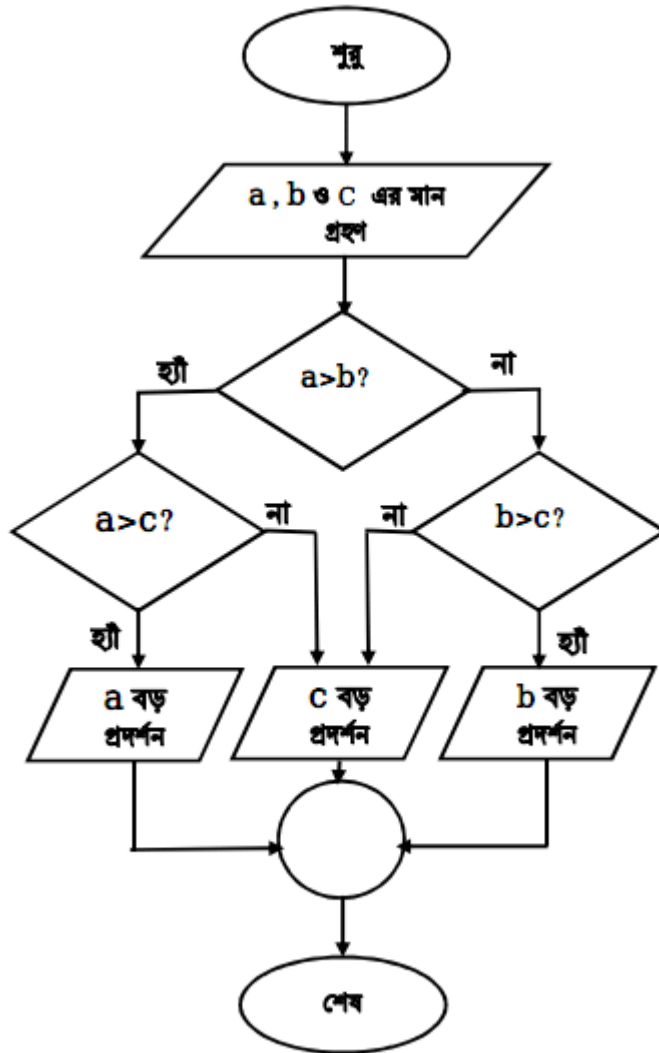 শুরু
a , b ও C এর মান
গ্রহণ
হ্যাঁ
a>b?
না
a>c?
না
না
b>c?
হ্যাঁ
হ্যাঁ
a বড়
প্রদর্শন
c বড়
প্রদর্শন
b বড়
প্রদর্শন
শেষ